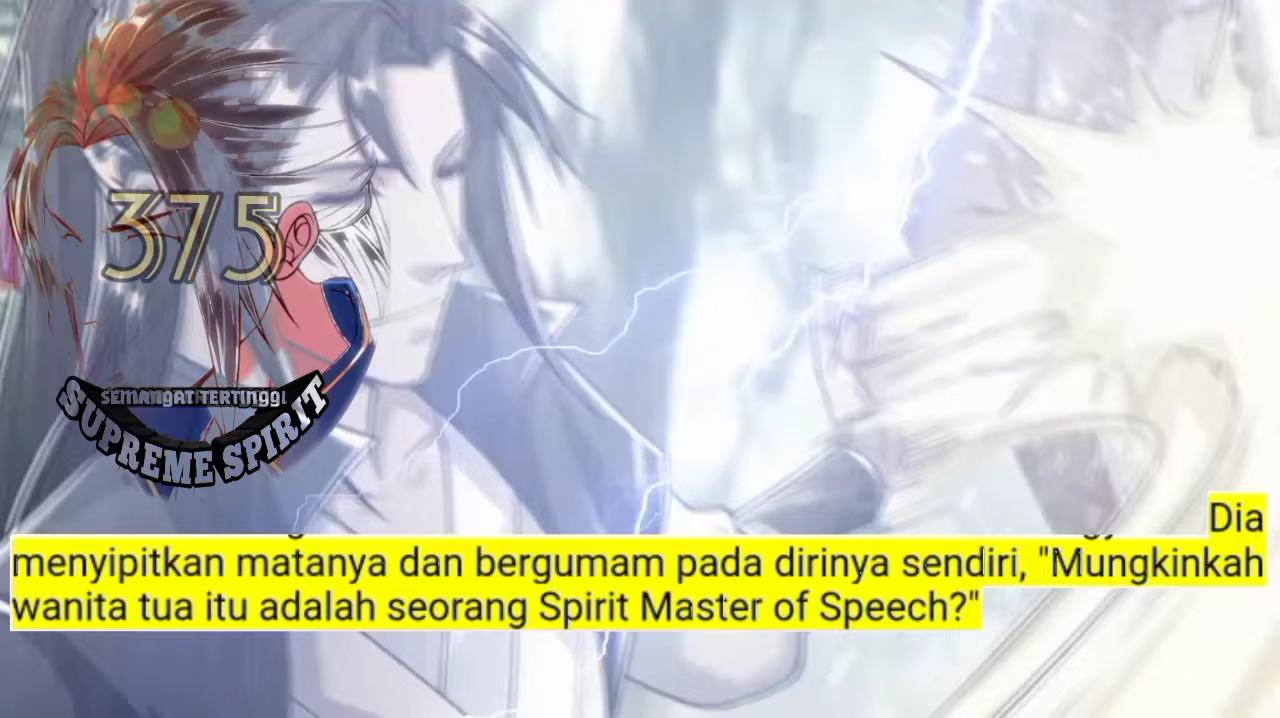 375
SEMANGAT TERTINGGI
SUPREME SPIRIT
Dia
menyipitkan matanya dan bergumam pada dirinya sendiri, "Mungkinkah
wanita tua itu adalah seorang Spirit Master of Speech?"